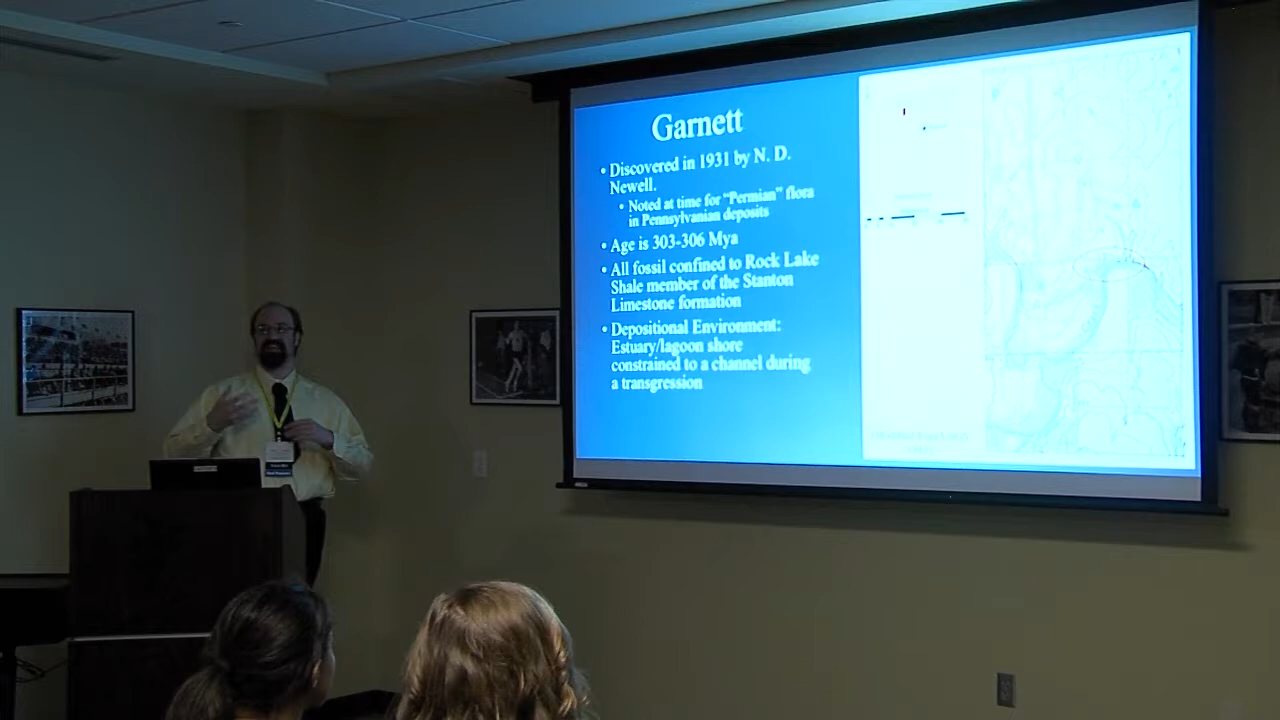 Garnett
• Discovered in 1931 by N. D.
Newell.
• Noted at time for “Permian” flora
in Pennsylvanian deposits
• Age is 303-306 Mya
• All fossil confined to Rock Lake
Shale member of the Stanton
Limestone formation
• Depositional Environment:
Estuary/lagoon shore
constrained to a channel during
a transgression